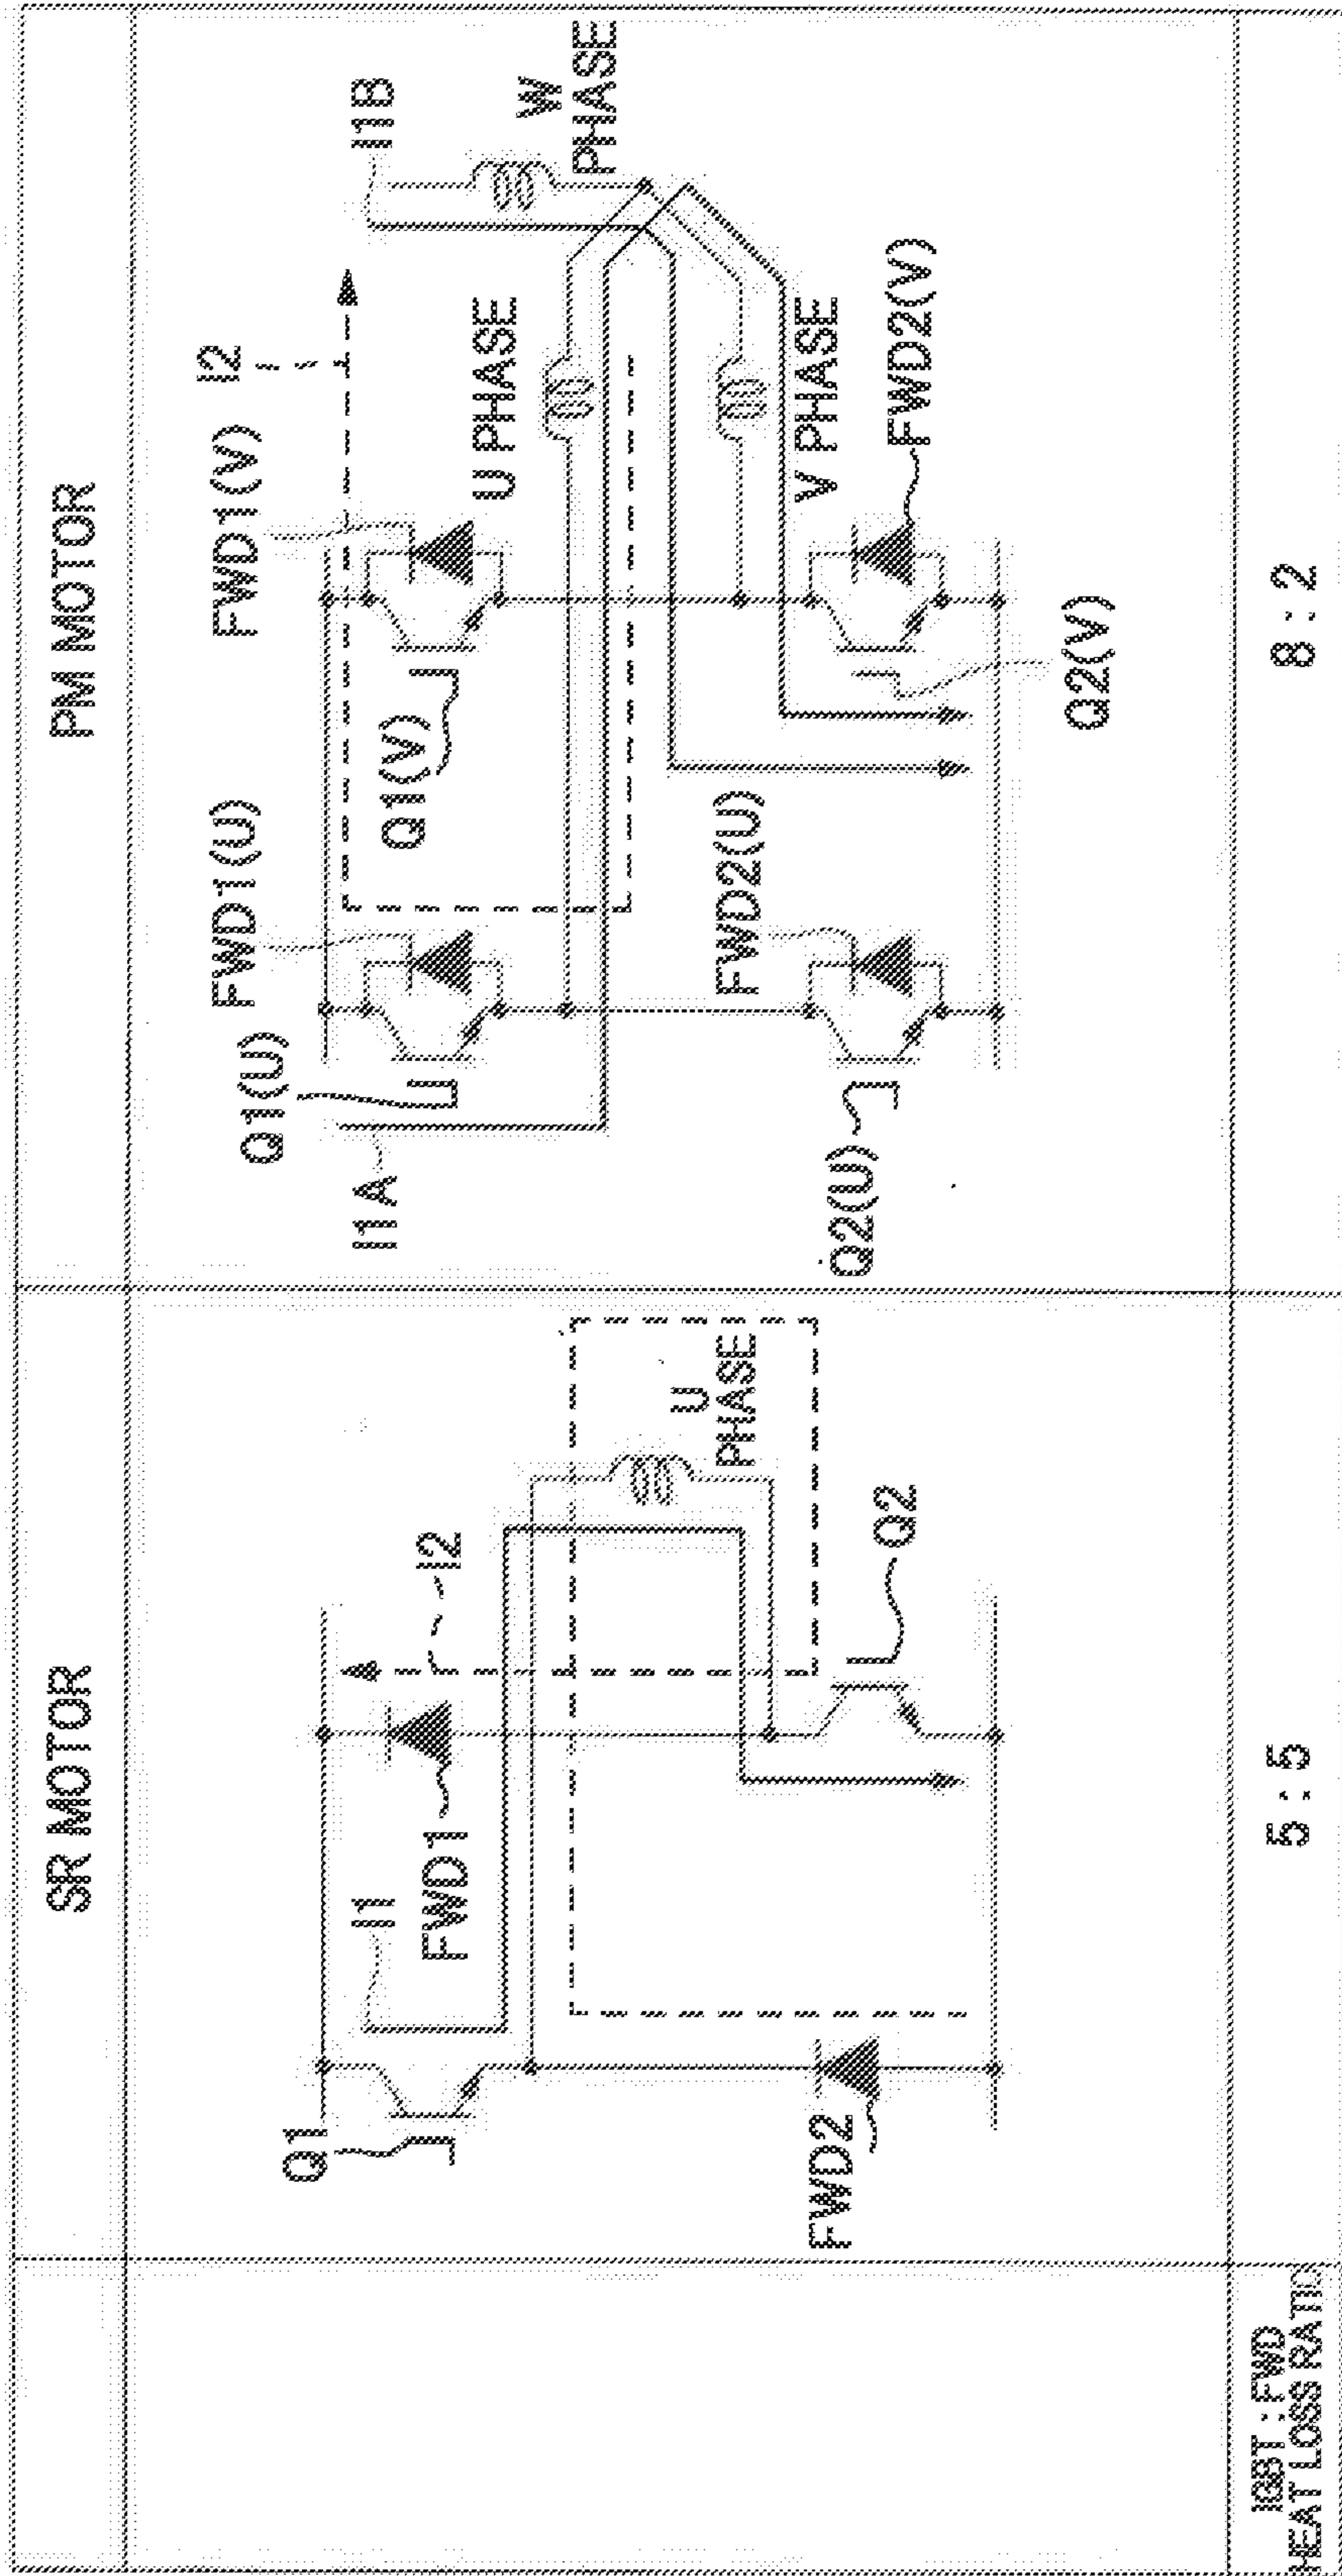 SR MOTOR
PM MOTOR
Q1
I1
FWD1
I2
U
PHASE
FWD2
Q2
Q1(U)
I1A
FWD1(U)
FWD1(V)
I2
I1B
Q1(V)
U PHASE
W
PHASE
Q2(U)
FWD2(U)
V PHASE
FWD2(V)
Q2(V)
IGBT : FWD
HEAT LOSS RATIO
5 : 5
8 : 2